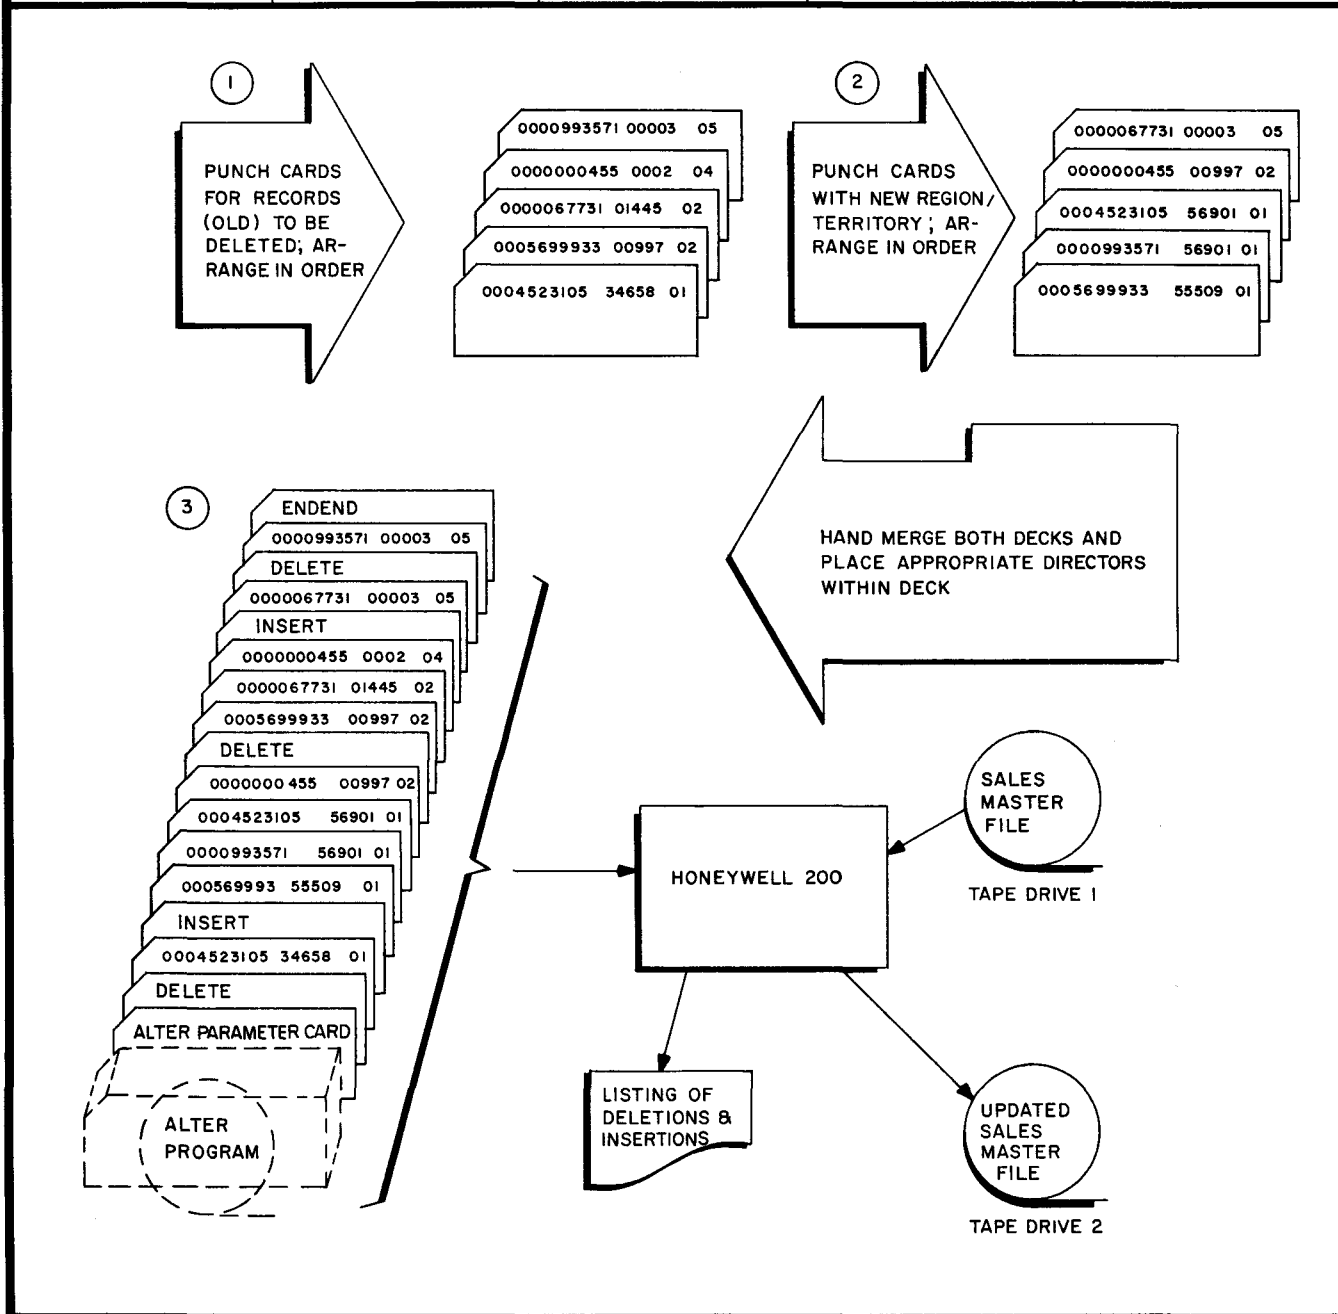 1
PUNCH CARDS
FOR RECORDS
(OLD) TO BE
DELETED; AR-
RANGE IN ORDER
0000993571 00003 05
0000000455 0002 04
0000067731 01445 02
0005699933 00997 02
0004523105 34658 01
2
PUNCH CARDS
WITH NEW REGION/
TERRITORY; AR-
RANGE IN ORDER
0000067731 00003 05
0000000455 00997 02
0004523105 56901 01
0000993571 56901 01
0005699933 55509 01
HAND MERGE BOTH DECKS AND
PLACE APPROPRIATE DIRECTORS
WITHIN DECK
3
ENDEND
0000993571 00003 05
DELETE
0000067731 00003 05
INSERT
0000000455 0002 04
0000067731 01445 02
0005699933 00997 02
DELETE
0000000455 00997 02
0004523105 56901 01
0000993571 56901 01
000569993 55509 01
INSERT
0004523105 34658 01
DELETE
ALTER PARAMETER CARD
ALTER
PROGRAM
HONEYWELL 200
SALES
MASTER
FILE
TAPE DRIVE 1
LISTING OF
DELETIONS &
INSERTIONS
UPDATED
SALES
MASTER
FILE
TAPE DRIVE 2